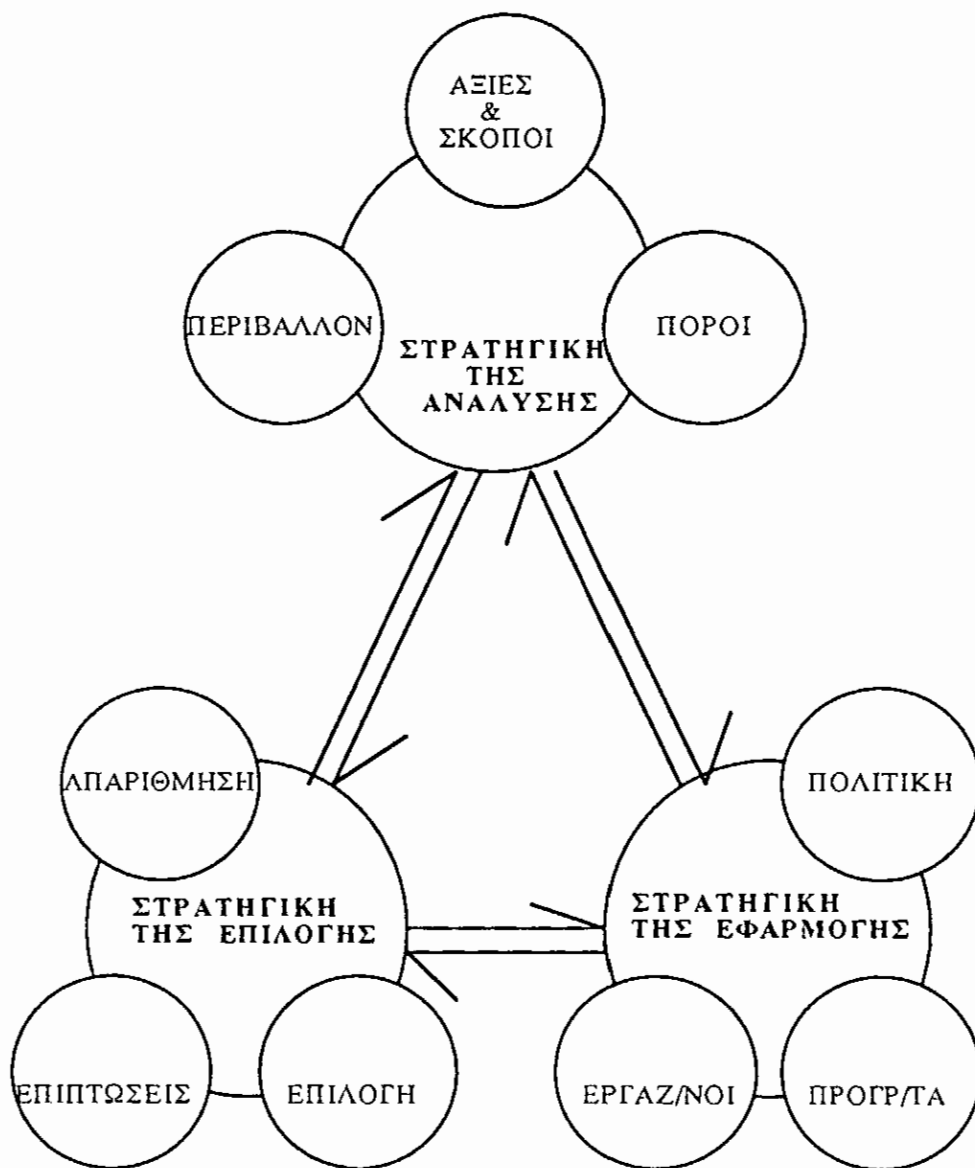 ΑΞΙΕΣ
&
ΣΚΟΠΟΙ
ΠΕΡΙΒΑΛΛΟΝ
ΠΟΡΟΙ
ΣΤΡΑΤΗΓΙΚΗ
ΤΗΣ
ΑΝΑΛΥΣΗΣ
ΑΠΑΡΙΘΜΗΣΗ
ΣΤΡΑΤΗΓΙΚΗ
ΤΗΣ ΕΠΙΛΟΓΗΣ
ΕΠΙΠΤΩΣΕΙΣ
ΕΠΙΛΟΓΗ
ΠΟΛΙΤΙΚΗ
ΣΤΡΑΤΗΓΙΚΗ
ΤΗΣ ΕΦΑΡΜΟΓΗΣ
ΕΡΓΑΖ/ΝΟΙ
ΠΡΟΓΡ/ΤΑ